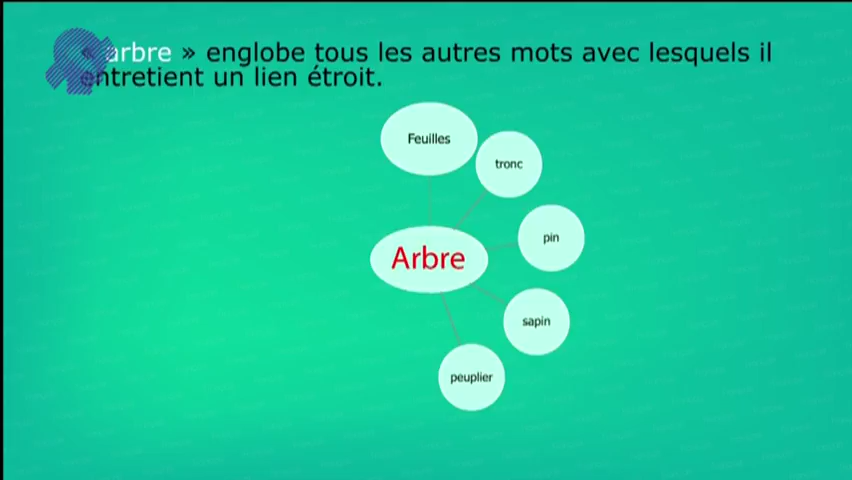 « arbre » englobe tous les autres mots avec lesquels il
entretient un lien étroit.
Feuilles
tronc
pin
Arbre
sapin
peuplier